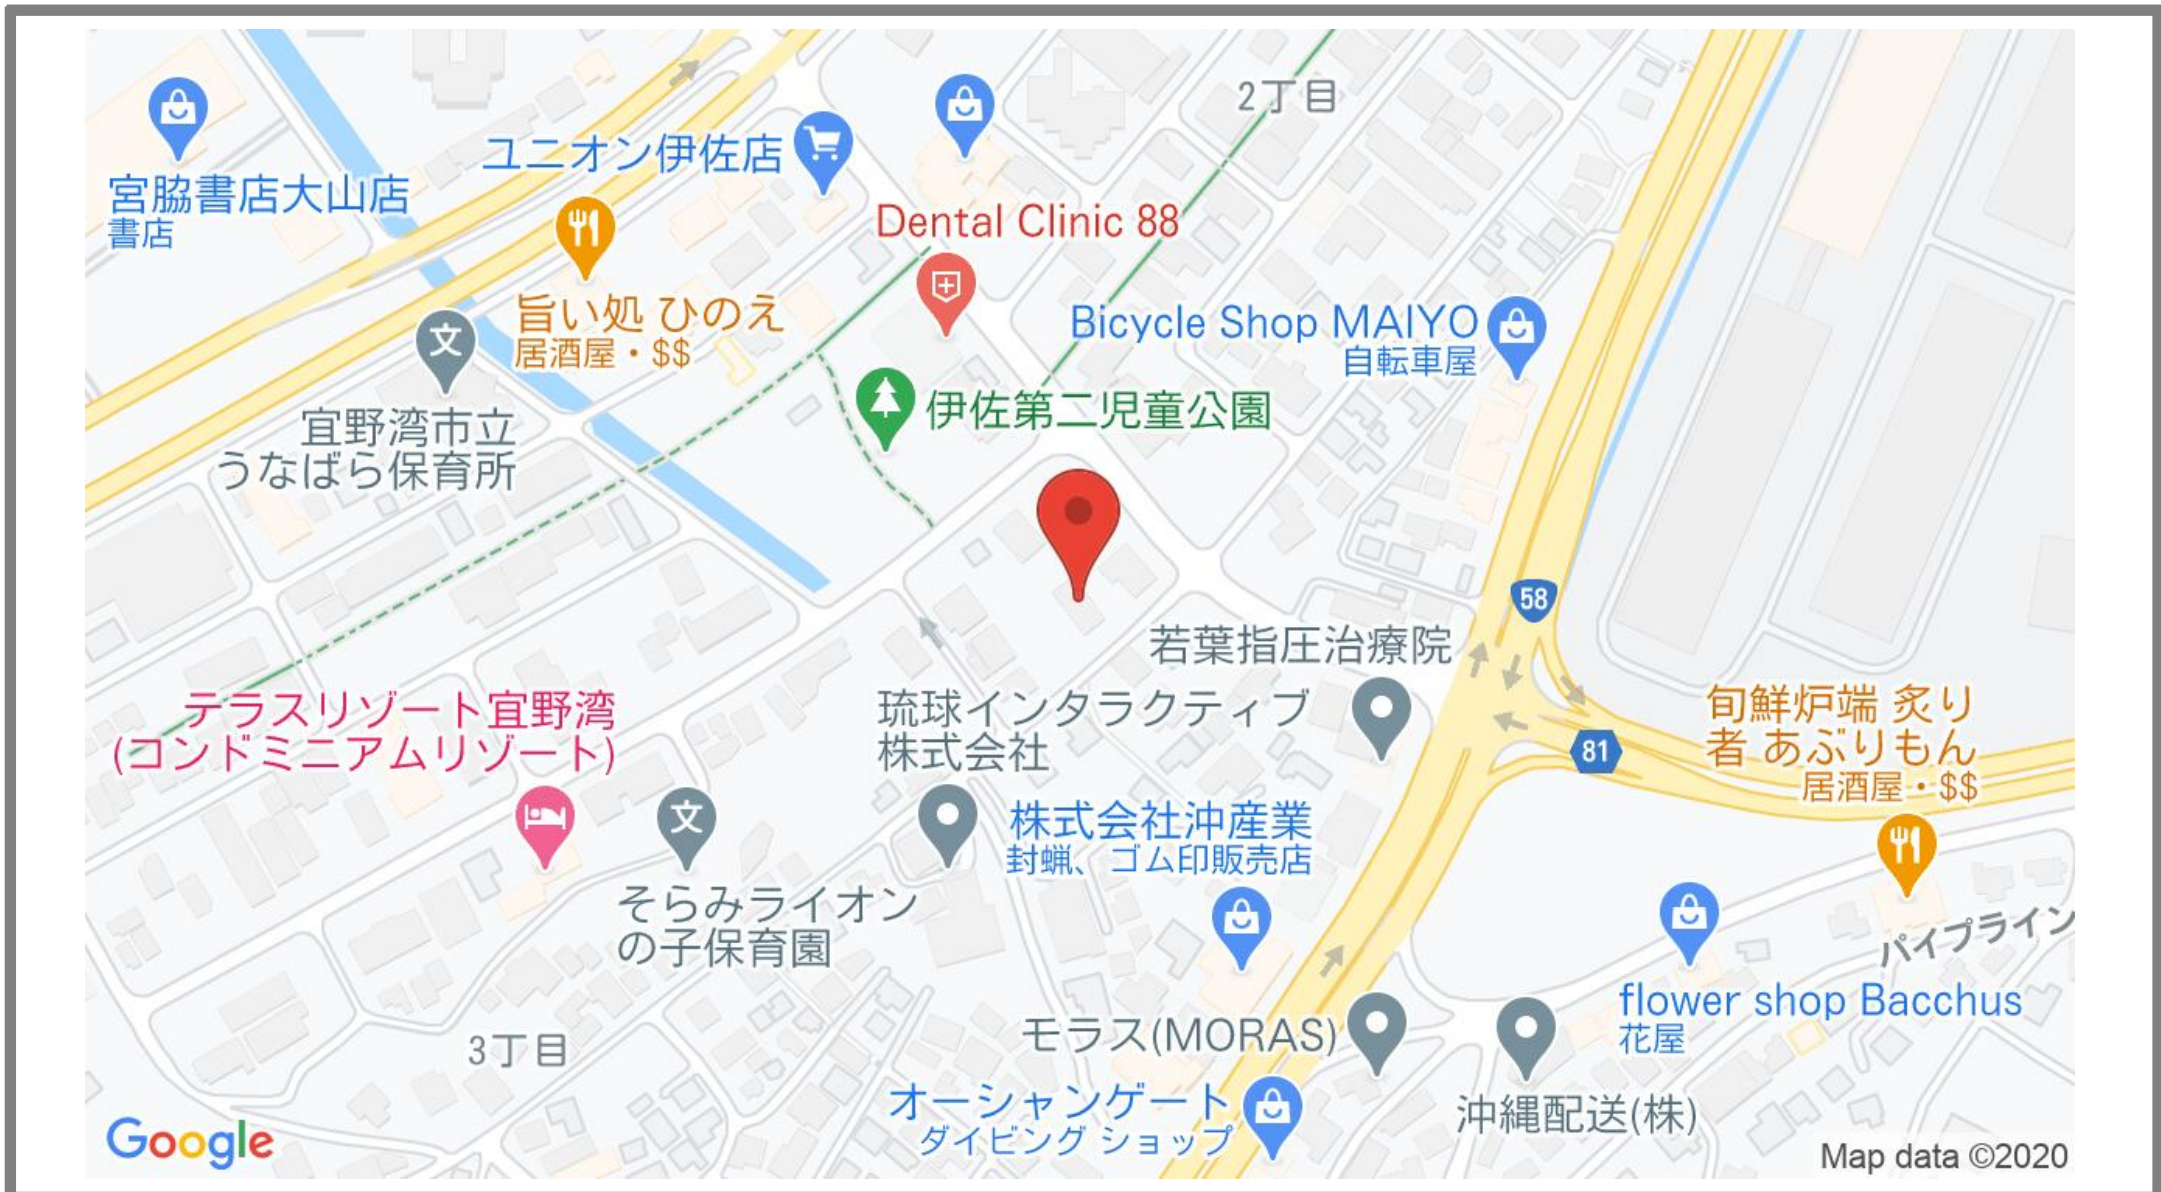 2丁目
ユニオン伊佐店
宮脇書店大山店
書店
Dental Clinic 88
旨い処 ひのえ
居酒屋・$$
Bicycle Shop MAIYO
自転車屋
伊佐第二児童公園
宜野湾市立
うなばら保育所
58
若葉指圧治療院
テラスリゾート宜野湾
(コンドミニアムリゾート)
琉球インタラクティブ
株式会社
旬鮮炉端 炙り
者 あぶりもん
居酒屋・$$
81
株式会社沖産業
封蝋、ゴム印販売店
そらみライオン
の子保育園
パイプライン
flower shop Bacchus
花屋
モラス(MORAS)
3丁目
オーシャンゲート
ダイビング ショップ
沖縄配送(株)
Google
Map data ©2020